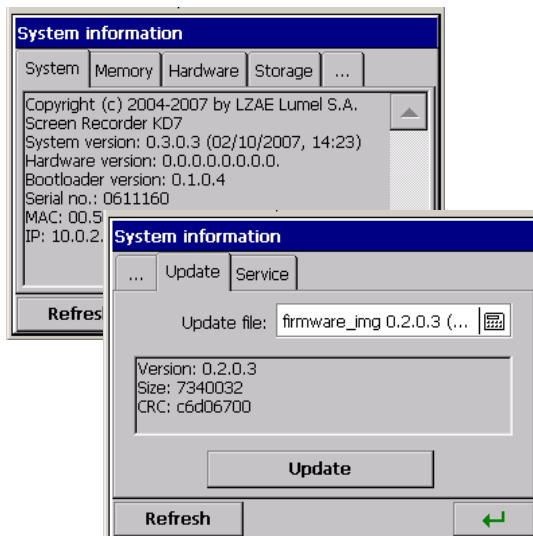 System information
System Memory Hardware Storage ...
Copyright (c) 2004-2007 by LZAE Lumel S.A.
Screen Recorder KD7
System version: 0.3.0.3 (02/10/2007, 14:23)
Hardware version: 0.0.0.0.0.0.0.
Bootloader version: 0.1.0.4
Serial no.: 0611160
MAC: 00.5
IP: 10.0.2.
System information
... Update Service
Update file: firmware_img 0.2.0.3 (...
Version: 0.2.0.3
Size: 7340032
CRC: c6d06700
Update
Refresh